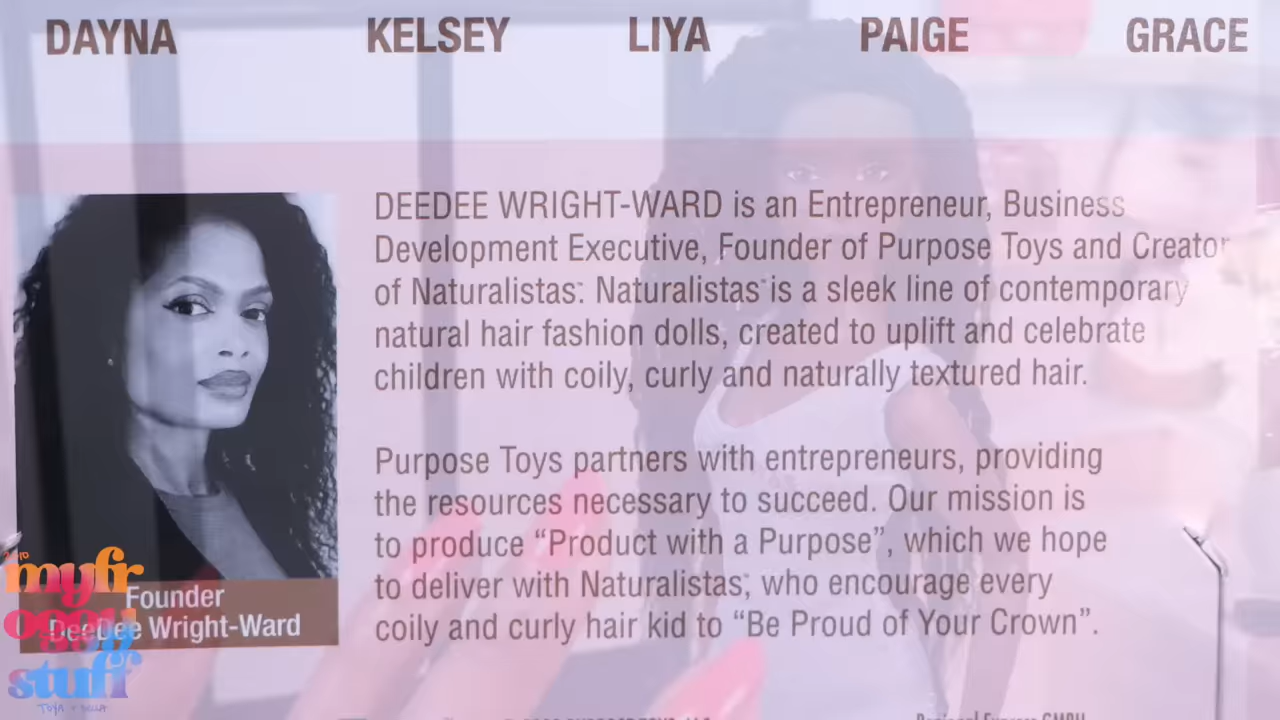 DAYNA KELSEY LIYA PAIGE GRACE
DEEDEE WRIGHT-WARD is an Entrepreneur, Business
Development Executive, Founder of Purpose Toys and Creator
of Naturalistas. Naturalistas is a sleek line of contemporary
natural hair fashion dolls, created to uplift and celebrate
children with coily, curly and naturally textured hair.
Purpose Toys partners with entrepreneurs, providing
the resources necessary to succeed. Our mission is
to produce “Product with a Purpose”, which we hope
to deliver with Naturalistas, who encourage every
coily and curly hair kid to “Be Proud of Your Crown”.
Founder
DeeDee Wright-Ward
myfr
oggy
stuff
TOYA + BELLA